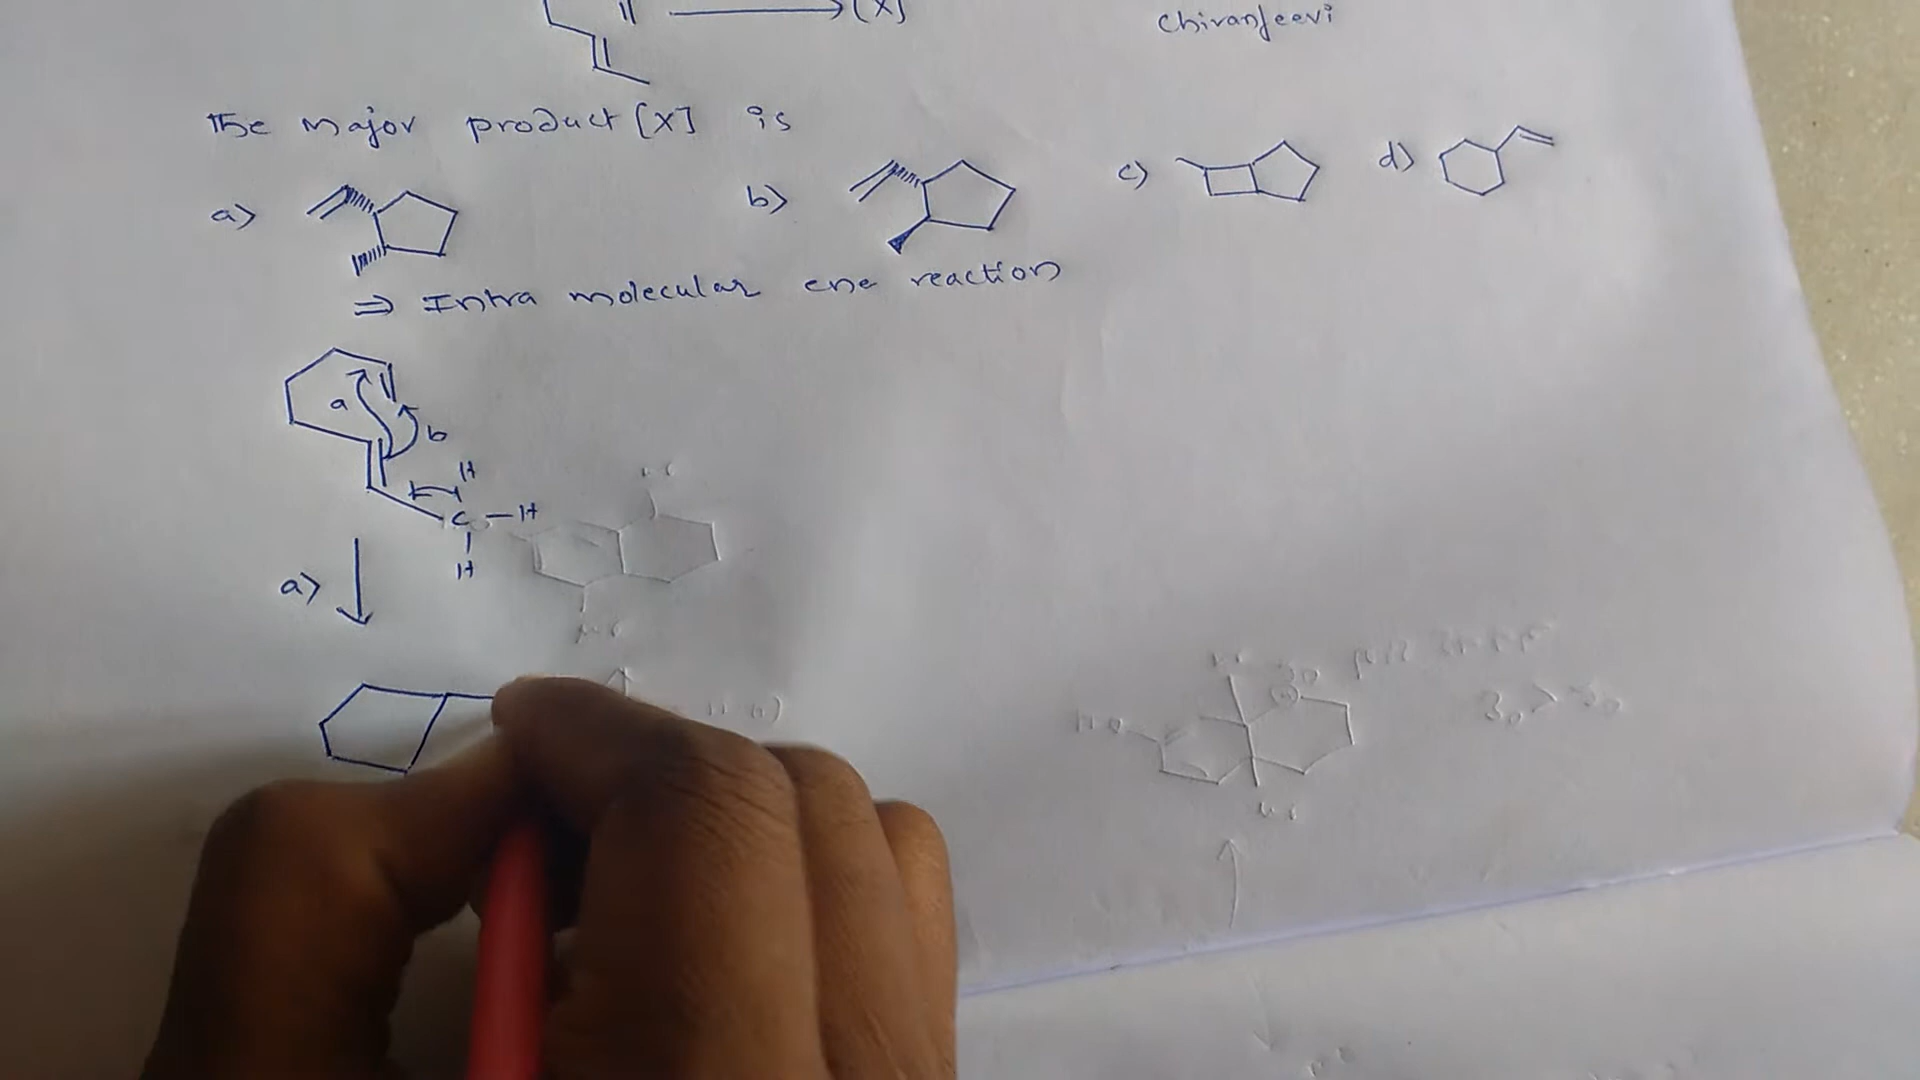 (X)
Chiranjeevi
The major product [X] is
a)
b)
c)
d)
⇒ Intra molecular ene reaction
a
b
H
C - H
H
a)